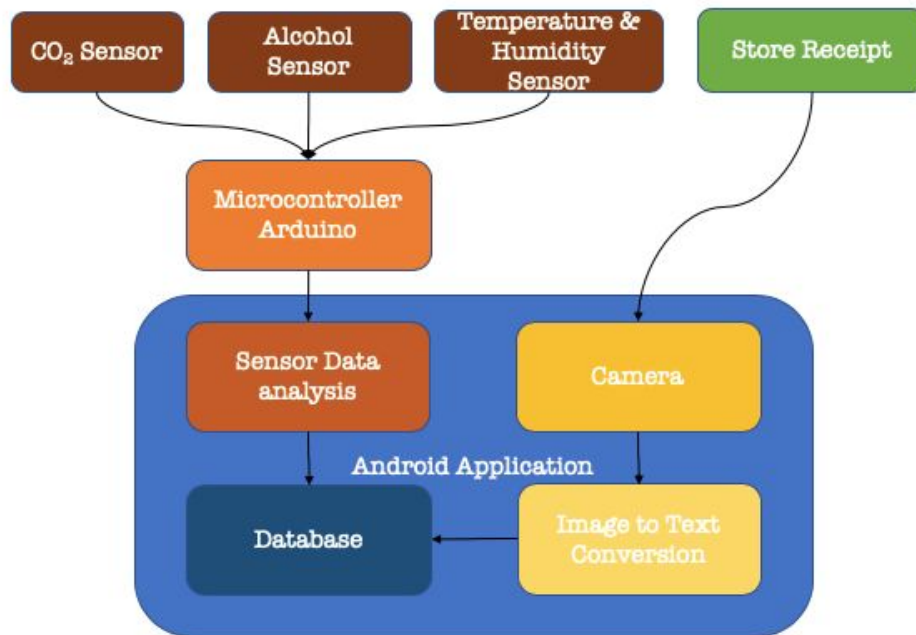 CO₂ Sensor
Alcohol
Sensor
Temperature &
Humidity
Sensor
Store Receipt
Microcontroller
Arduino
Sensor Data
analysis
Camera
Android Application
Database
Image to Text
Conversion